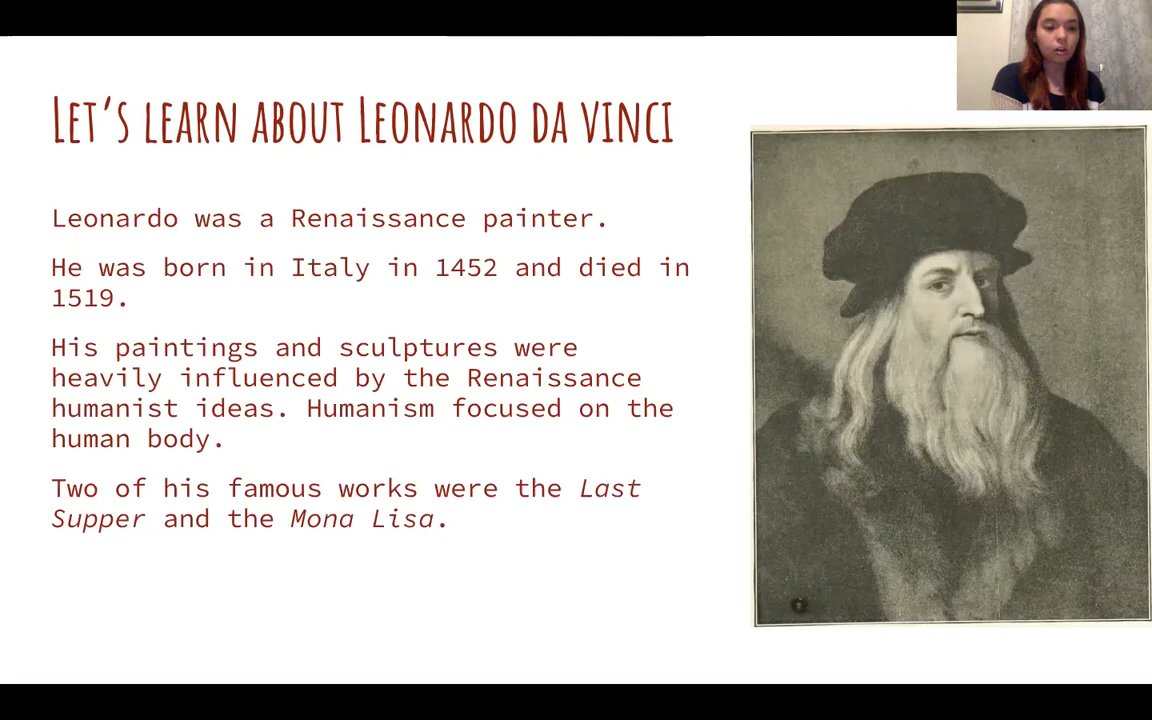 Let's learn about Leonardo da Vinci
Leonardo was a Renaissance painter.
He was born in Italy in 1452 and died in
1519.
His paintings and sculptures were
heavily influenced by the Renaissance
humanist ideas. Humanism focused on the
human body.
Two of his famous works were the Last
Supper and the Mona Lisa.